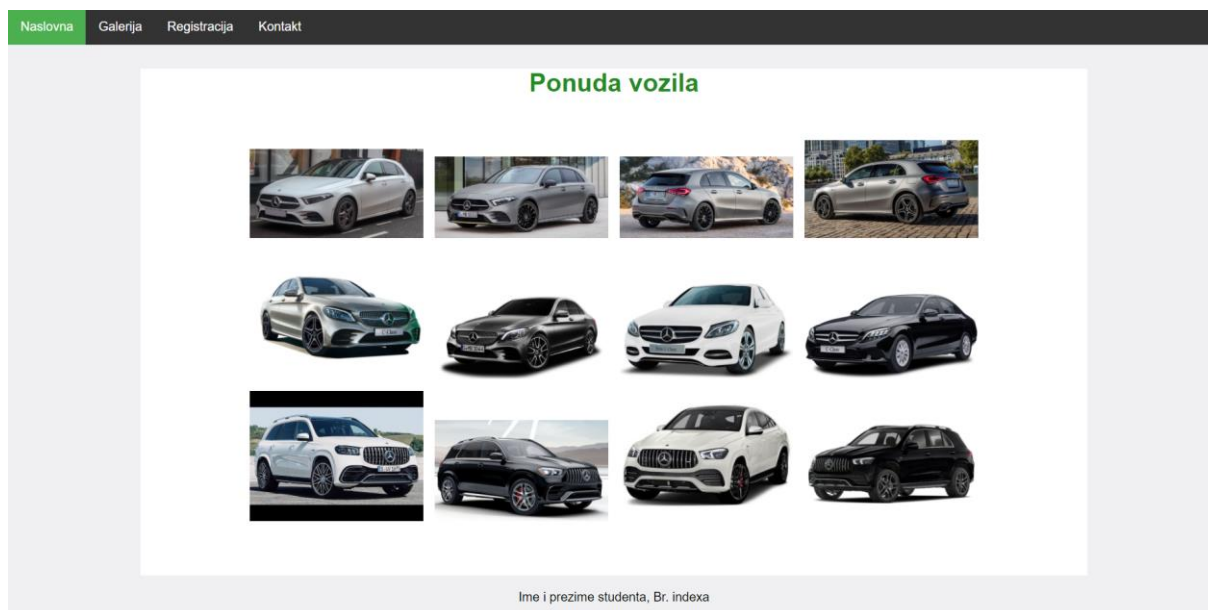 Naslovna Galerija Registracija Kontakt
Ponuda vozila
Ime i prezime studenta, Br. indexa